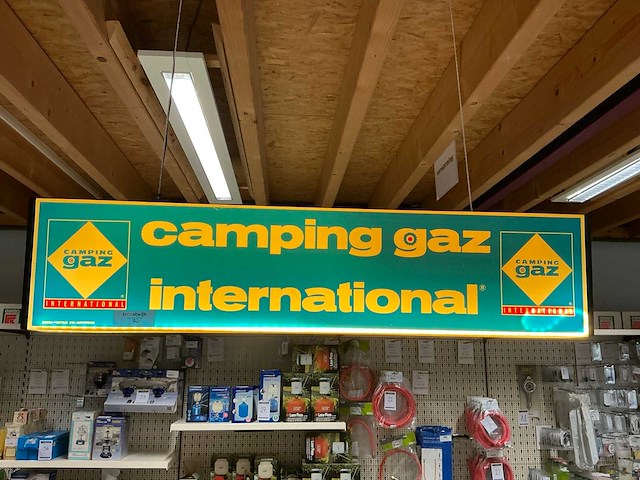 camping gaz
international®
CAMPING
gaz®
INTERNATIONAL
CAMPING
gaz®
INTERNATIONAL